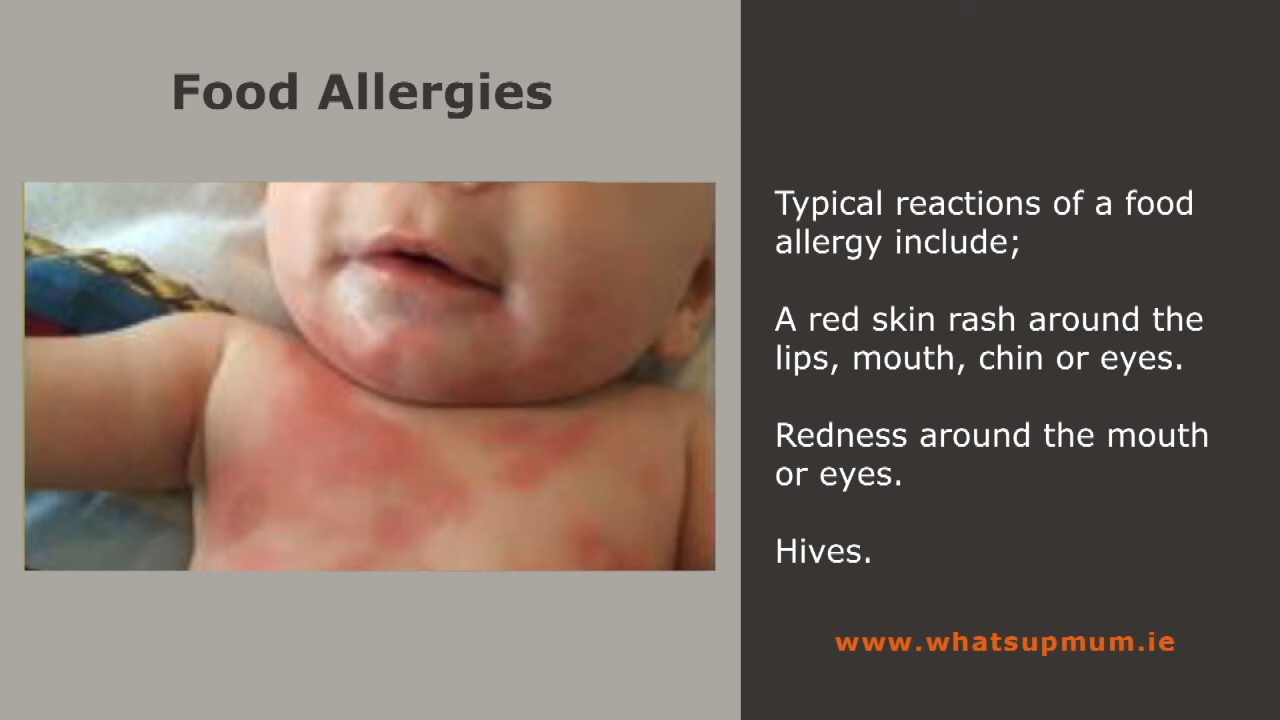 Food Allergies
Typical reactions of a food
allergy include;
A red skin rash around the
lips, mouth, chin or eyes.
Redness around the mouth
or eyes.
Hives.
www.whatsupmum.ie